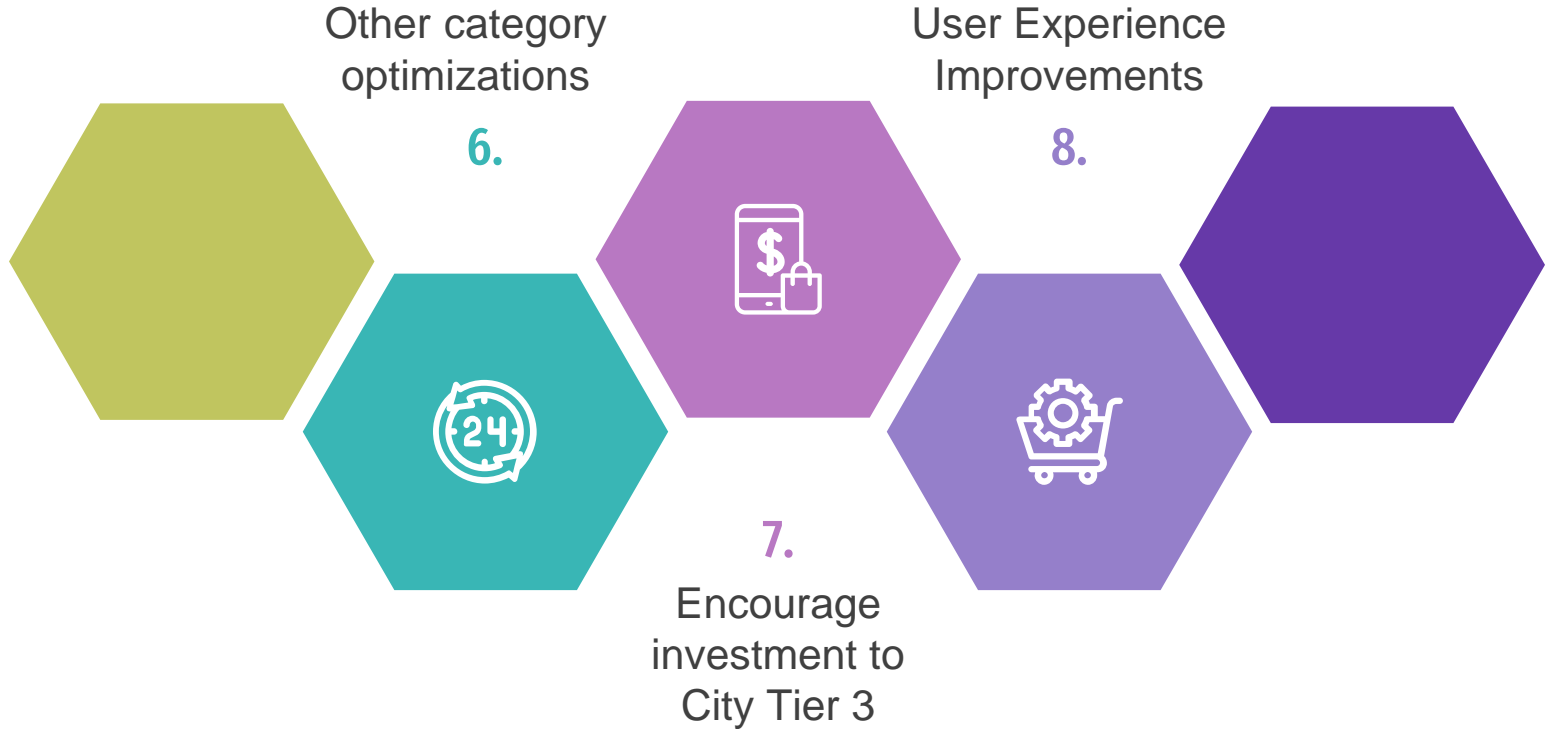 Other category
optimizations
6.
User Experience
Improvements
8.
$
24
7.
Encourage
investment to
City Tier 3